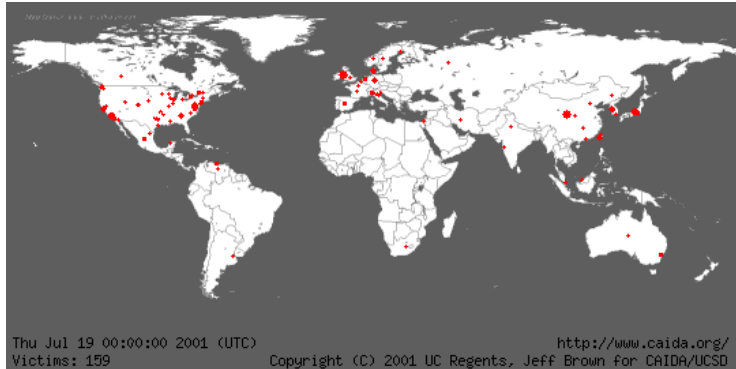 Thu Jul 19 00:00:00 2001 (UTC)
Victims: 159
http://www.caida.org/
Copyright (C) 2001 UC Regents, Jeff Brown for CAIDA/UCSD